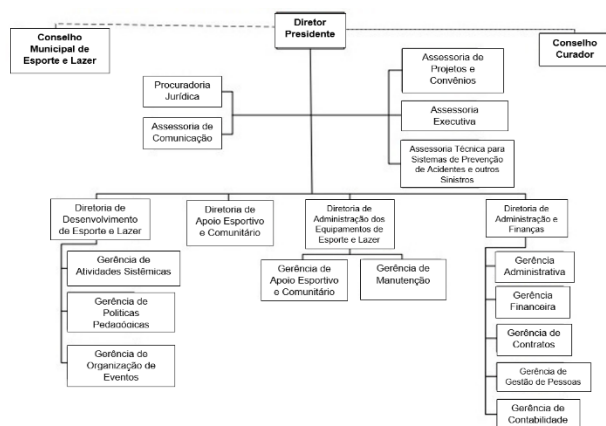 Diretor
Presidente
Conselho
Municipal de
Esporte e Lazer
Conselho
Curador
Assessoria de
Projetos e
Convênios
Procuradoria
Jurídica
Assessoria
Executiva
Assessoria de
Comunicação
Assessoria Técnica para
Sistemas de Prevenção
de Acidentes e outros
Sinistros
Diretoria de
Desenvolvimento
de Esporte e Lazer
Diretoria de
Apoio Esportivo
e Comunitário
Diretoria de
Administração dos
Equipamentos de
Esporte e Lazer
Diretoria de
Administração e
Finanças
Gerência de
Atividades Sistêmicas
Gerência de
Politicas
Pedagógicas
Gerência de
Organização de
Eventos
Gerência de
Apoio Esportivo
e Comunitário
Gerência de
Manutenção
Gerência
Administrativa
Gerência
Financeira
Gerência de
Contratos
Gerência de
Gestão de Pessoas
Gerência de
Contabilidade